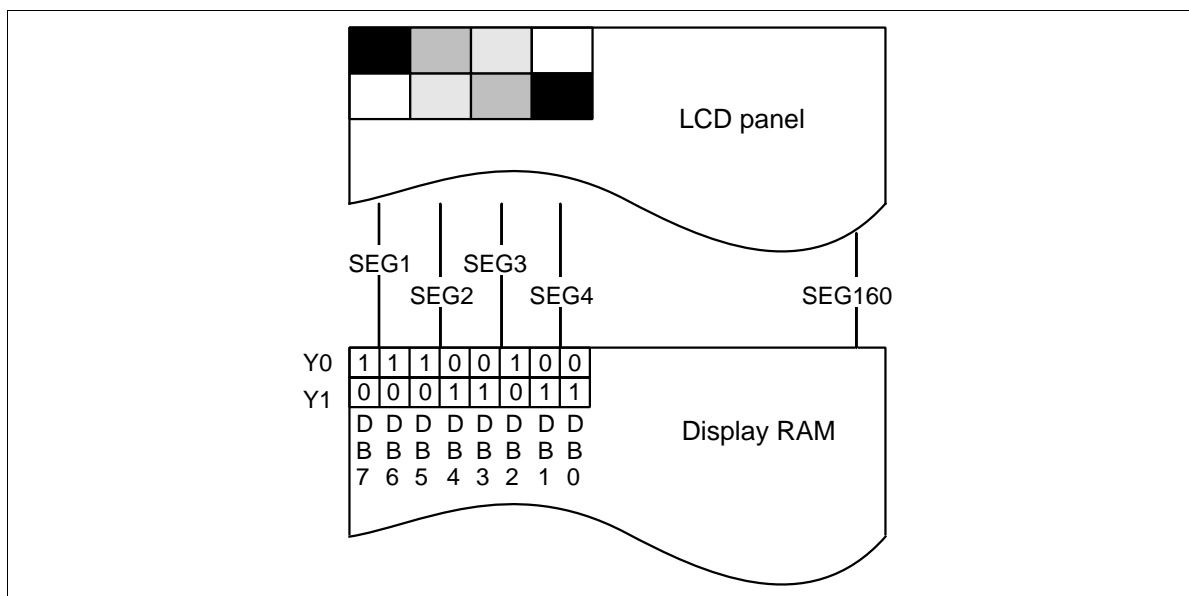 LCD panel
SEG1 SEG3
SEG2 SEG4 SEG160
Y0 1 1 1 0 0 1 0 0
Y1 0 0 0 1 1 0 1 1
D D D D D D D D
B B B B B B B B
7 6 5 4 3 2 1 0
Display RAM